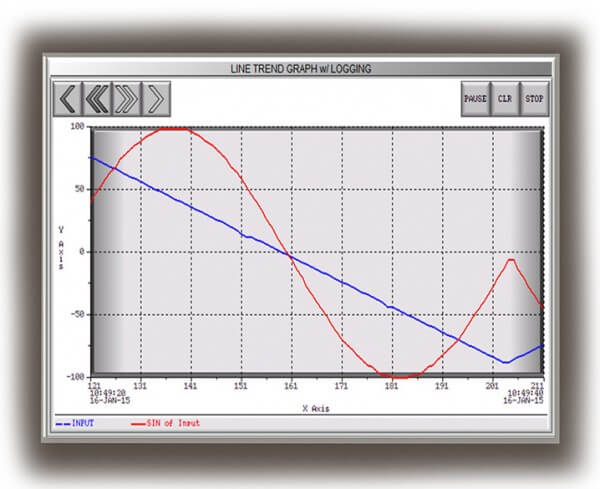 LINE TREND GRAPH w/ LOGGING
PAUSE CLR STOP
100
50
0
-50
-100
Y Axis
121 131 141 151 161 171 181 191 201 211
10:49:20
16-JAN-15
10:49:40
16-JAN-15
X Axis
INPUT
SIN of Input